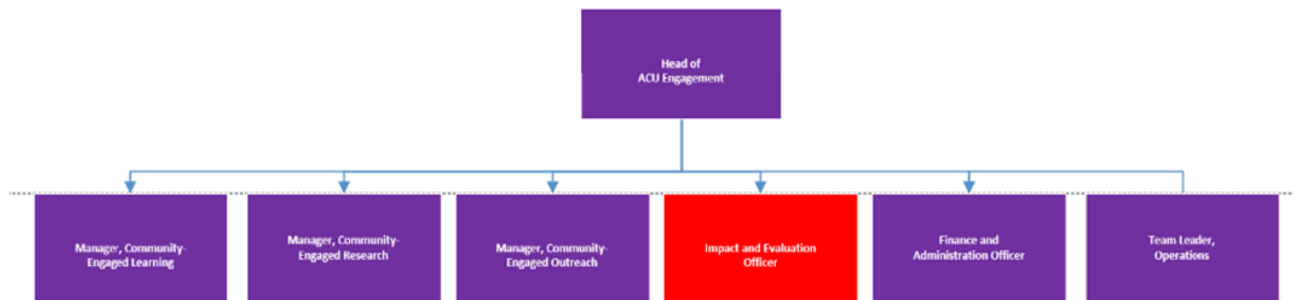 Head of
ACU Engagement
Manager, Community-
Engaged Learning
Manager, Community-
Engaged Research
Manager, Community-
Engaged Outreach
Impact and Evaluation
Officer
Finance and
Administration Officer
Team Leader,
Operations